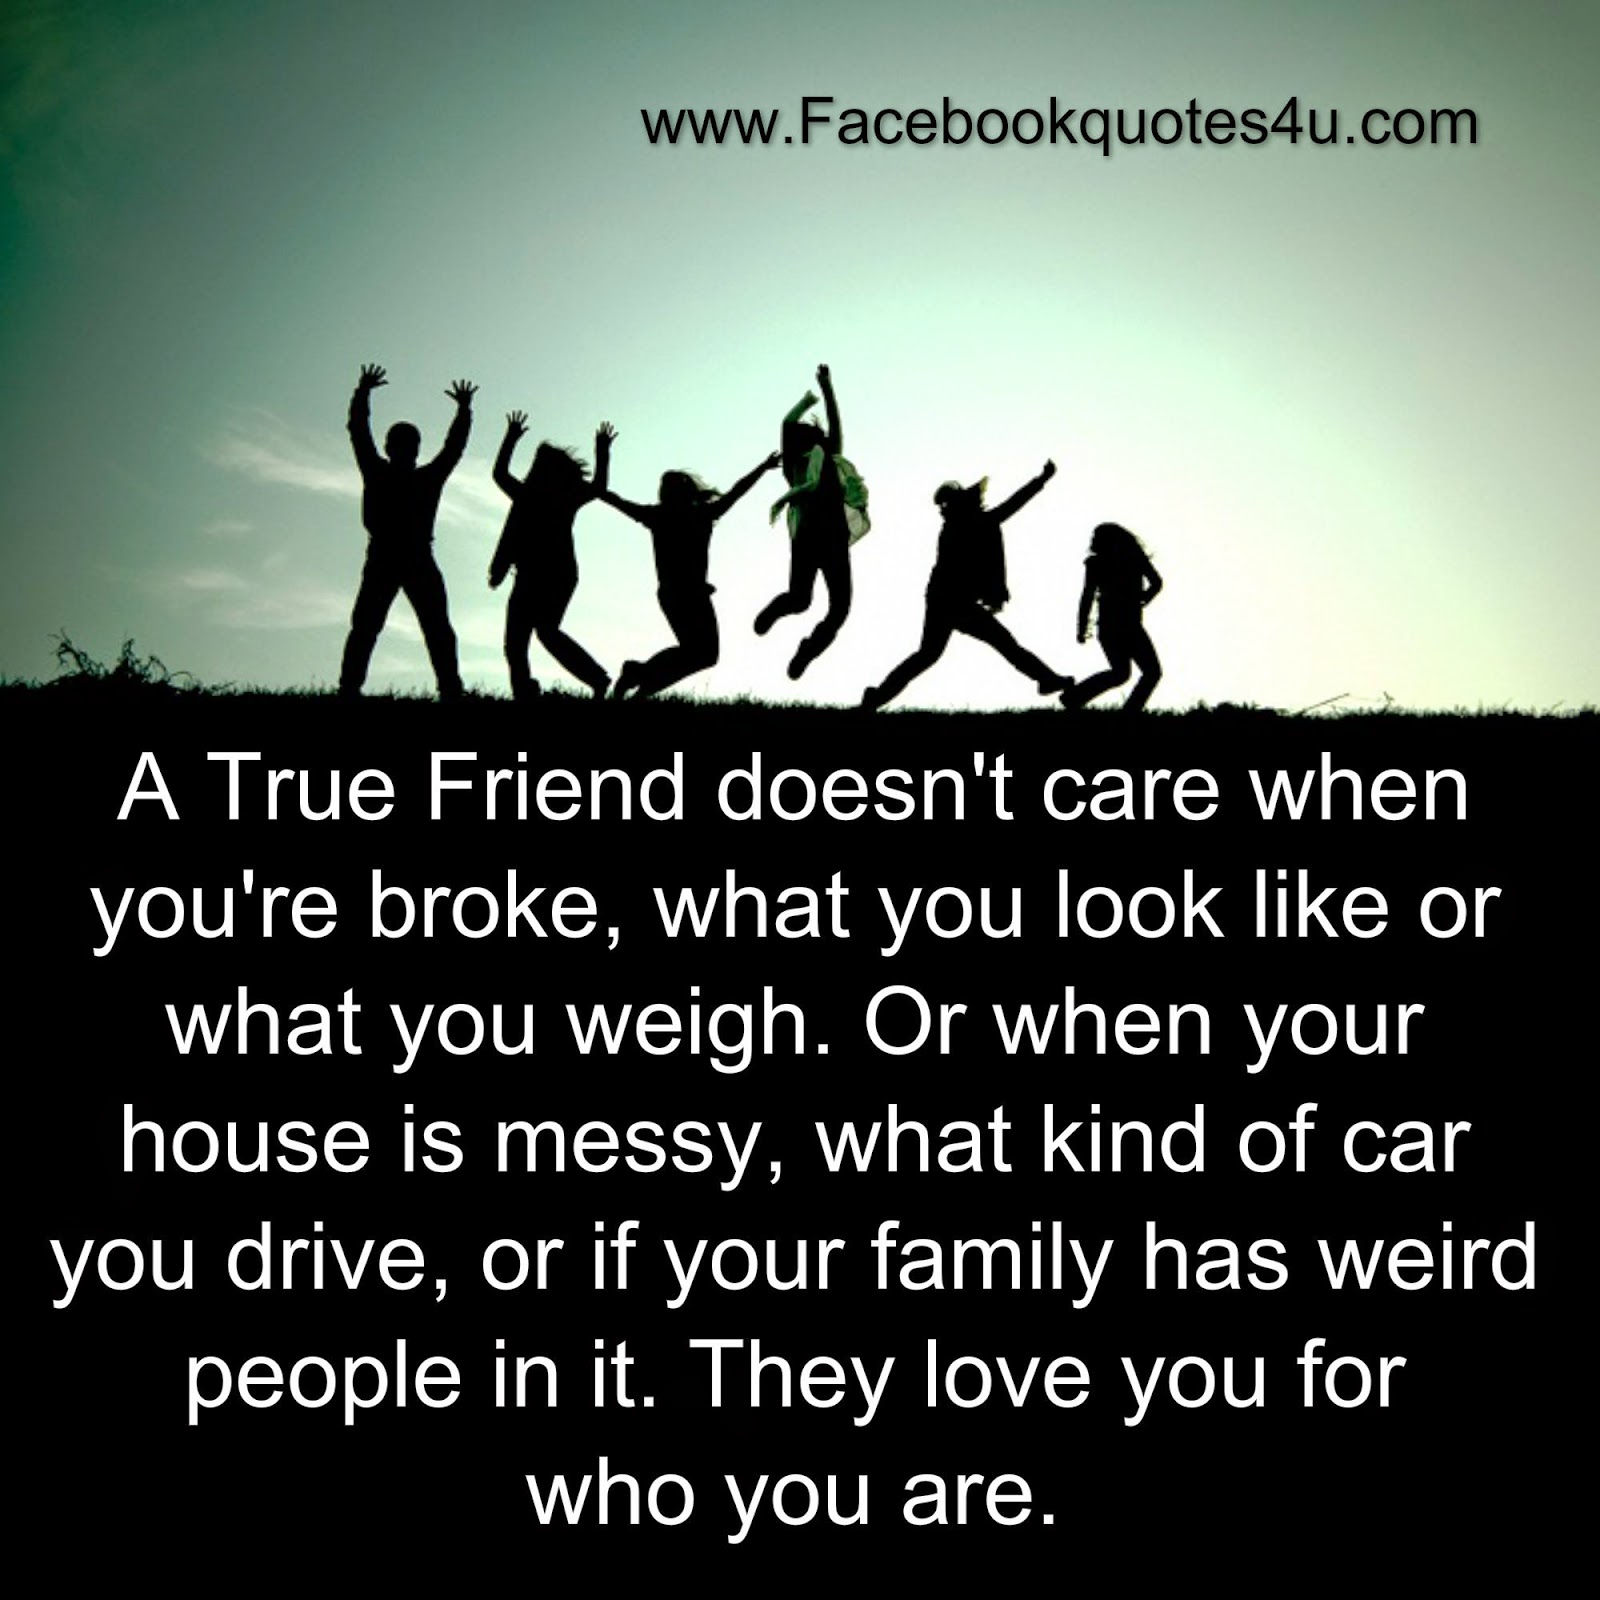 www.Facebookquotes4u.com
A True Friend doesn't care when
you're broke, what you look like or
what you weigh. Or when your
house is messy, what kind of car
you drive, or if your family has weird
people in it. They love you for
who you are.